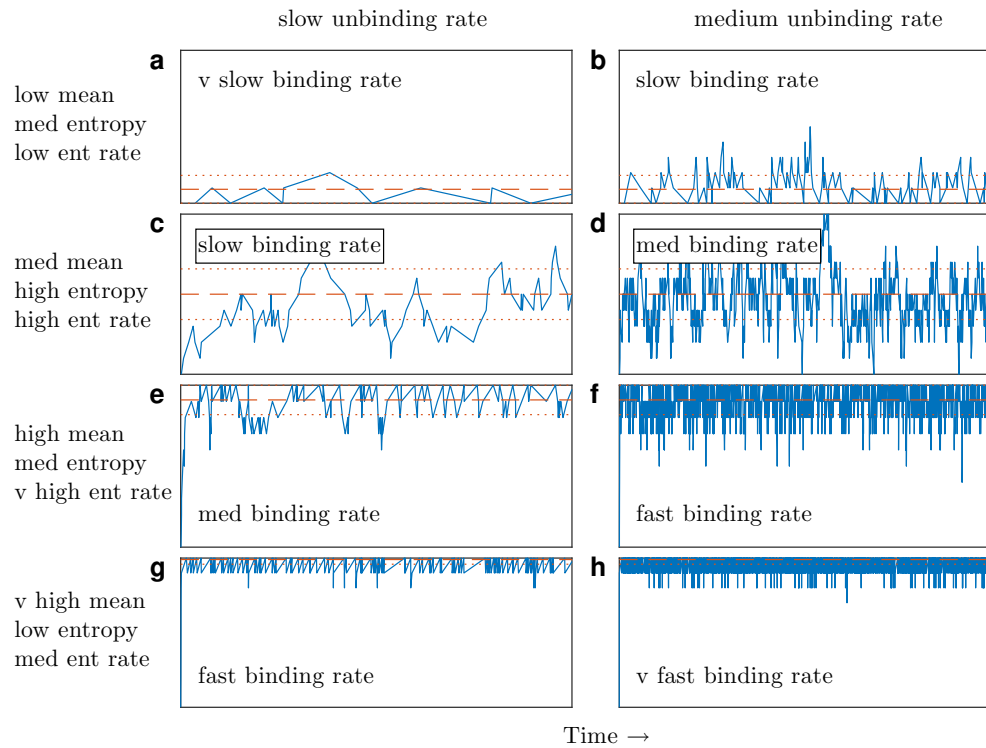 slow unbinding rate
medium unbinding rate
a
b
v slow binding rate
slow binding rate
low mean
med entropy
low ent rate
c
d
slow binding rate
med binding rate
med mean
high entropy
high ent rate
e
f
high mean
med entropy
v high ent rate
med binding rate
fast binding rate
g
h
v high mean
low entropy
med ent rate
fast binding rate
v fast binding rate
Time →